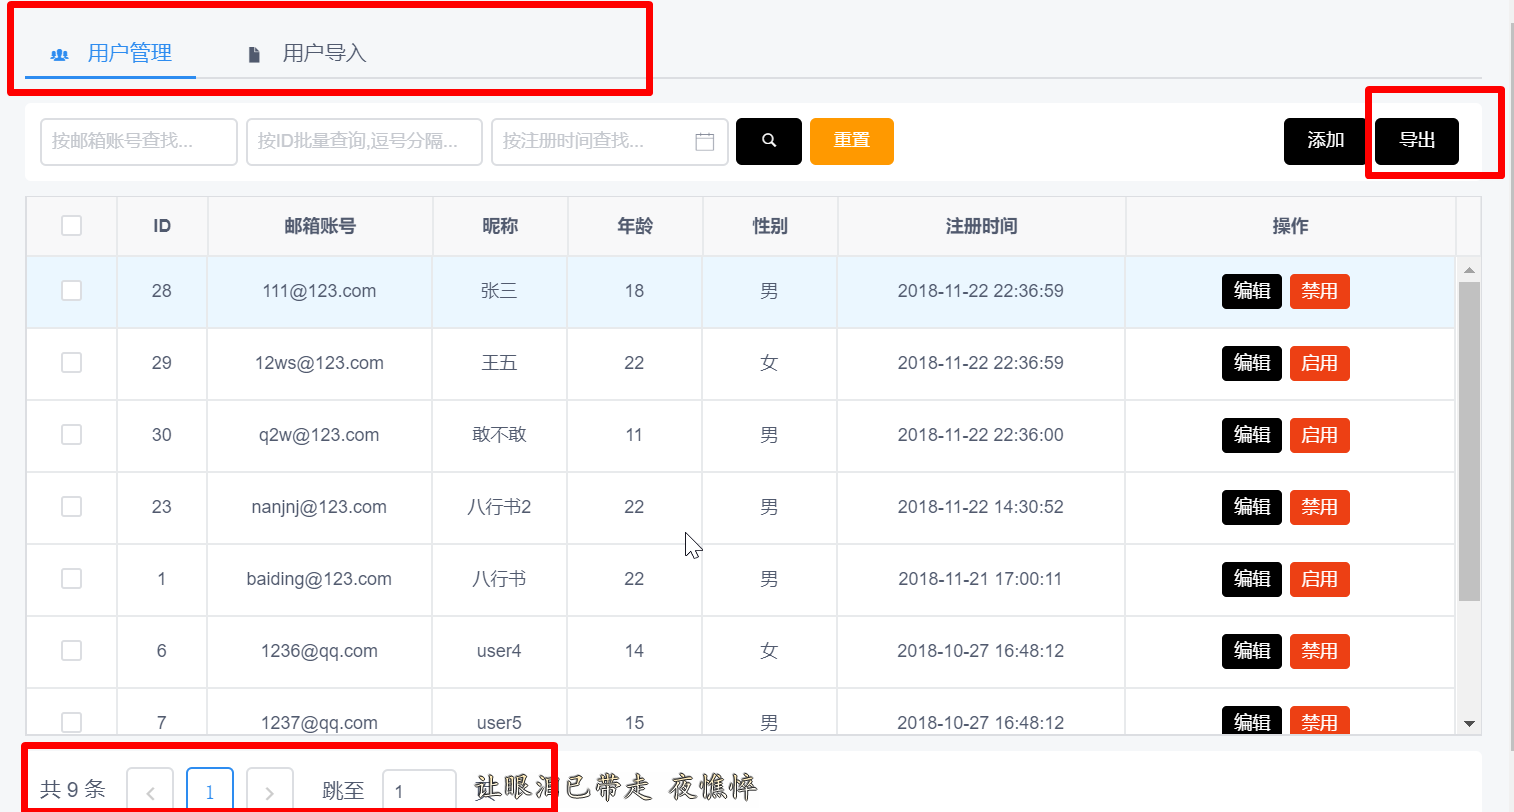 用户管理 用户导入
按邮箱账号查找... 按ID批量查询,逗号分隔... 按注册时间查找... 重置 添加 导出
ID 邮箱账号 昵称 年龄 性别 注册时间 操作
28 111@123.com 张三 18 男 2018-11-22 22:36:59 编辑 禁用
29 12ws@123.com 王五 22 女 2018-11-22 22:36:59 编辑 启用
30 q2w@123.com 敢不敢 11 男 2018-11-22 22:36:00 编辑 启用
23 nanjnj@123.com 八行书2 22 男 2018-11-22 14:30:52 编辑 禁用
1 baiding@123.com 八行书 22 男 2018-11-21 17:00:11 编辑 启用
6 1236@qq.com user4 14 女 2018-10-27 16:48:12 编辑 禁用
7 1237@qq.com user5 15 男 2018-10-27 16:48:12 编辑 禁用
共 9 条 1 跳至 1 页
让眼泪已带走 夜憔悴